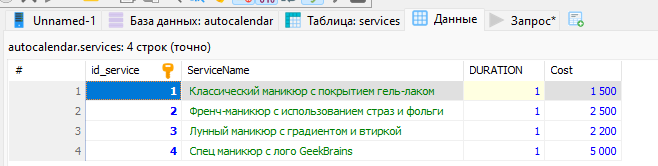 Unnamed-1 База данных: autocalendar Таблица: services Данные Запрос*
autocalendar.services: 4 строк (точно)
# id_service ServiceName DURATION Cost
1 1 Классический маникюр с покрытием гель-лаком 1 1 500
2 2 Френч-маникюр с использованием страз и фольги 1 2 500
3 3 Лунный маникюр с градиентом и втиркой 1 2 200
4 4 Спец маникюр с лого GeekBrains 1 5 000